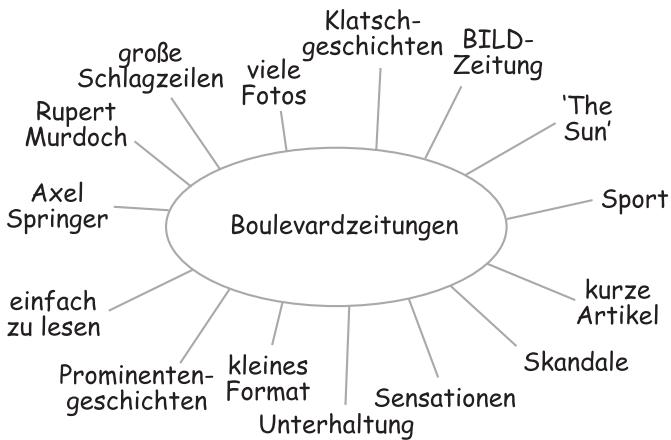 Klatsch-
geschichten
BILD-
Zeitung
große
Schlagzeilen
viele
Fotos
'The
Sun'
Rupert
Murdoch
Axel
Springer
Sport
Boulevardzeitungen
einfach
zu lesen
kurze
Artikel
Prominenten-
geschichten
kleines
Format
Skandale
Sensationen
Unterhaltung